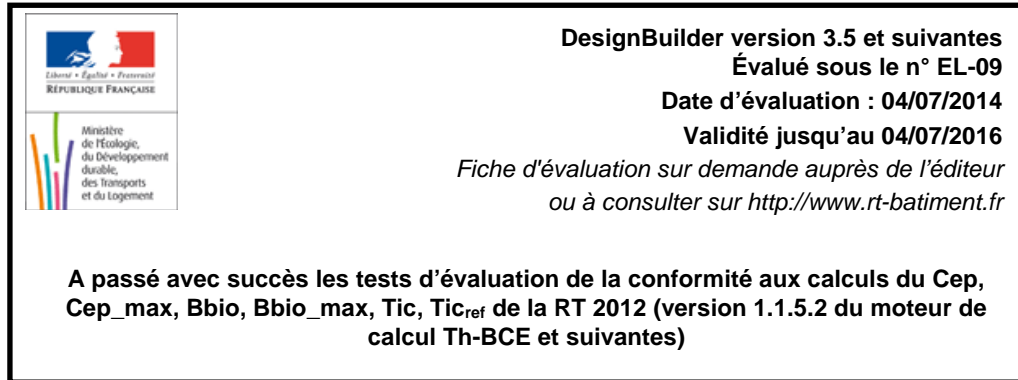 DesignBuilder version 3.5 et suivantes
Évalué sous le n° EL-09
Date d’évaluation : 04/07/2014
Validité jusqu’au 04/07/2016
Fiche d'évaluation sur demande auprès de l’éditeur
ou à consulter sur http://www.rt-batiment.fr
Liberté • Égalité • Fraternité
RÉPUBLIQUE FRANÇAISE
Ministère
de l'Écologie,
du Développement
durable,
des Transports
et du Logement
A passé avec succès les tests d’évaluation de la conformité aux calculs du Cep,
Cep_max, Bbio, Bbio_max, Tic, Ticref de la RT 2012 (version 1.1.5.2 du moteur de
calcul Th-BCE et suivantes)